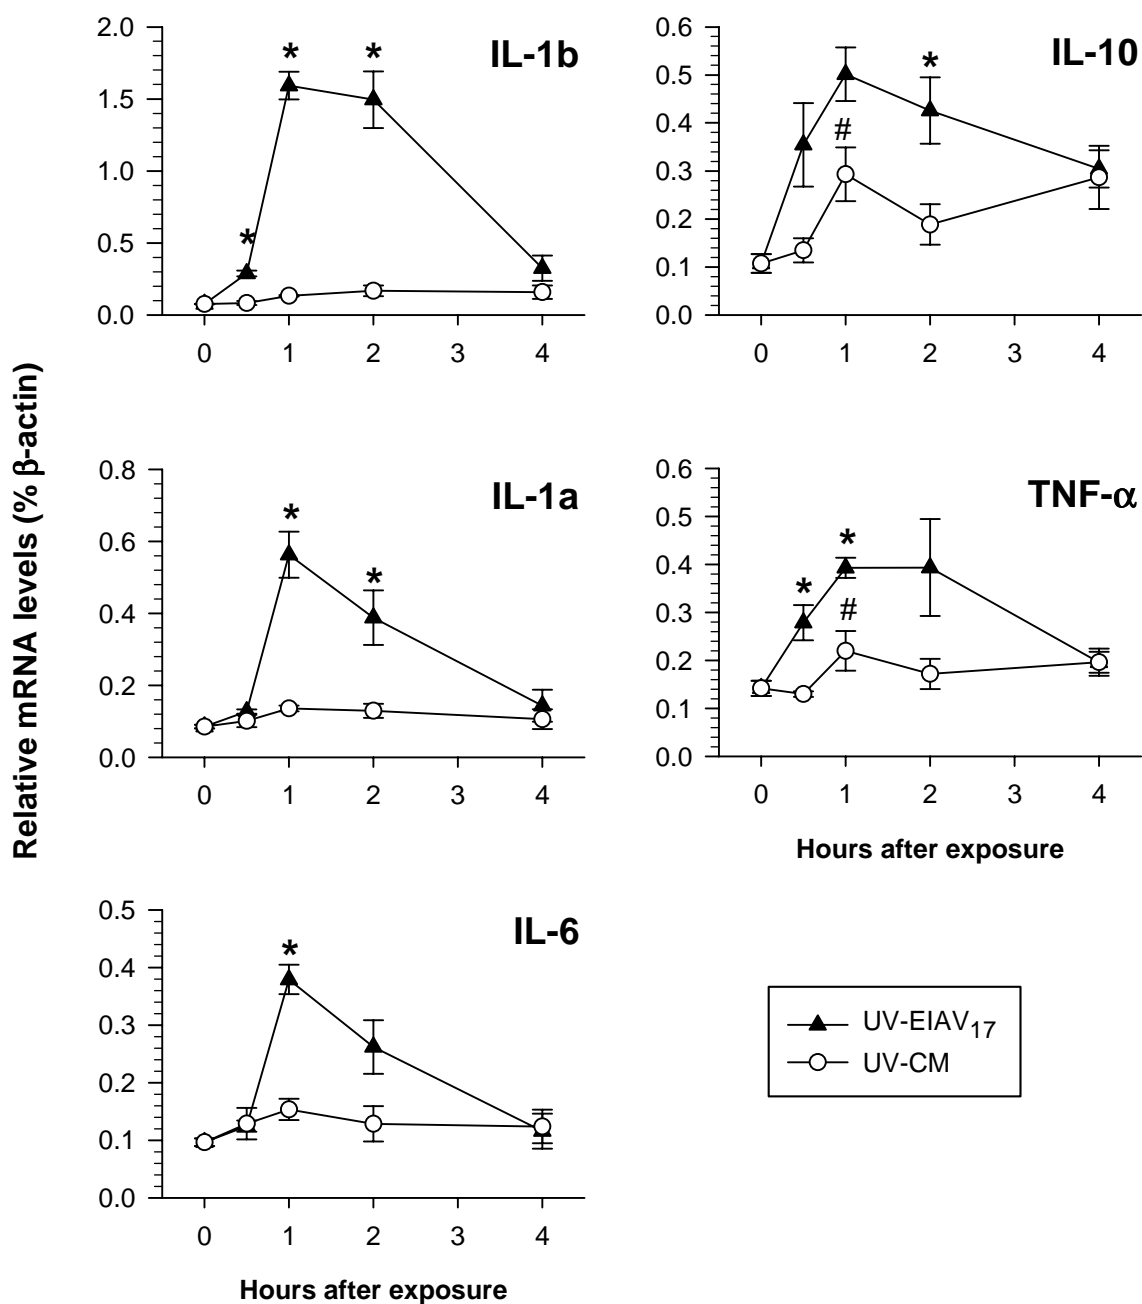 Relative mRNA levels (% β-actin)
IL-1b
2.0
*
*
1.5
1.0
*
0.5
0.0
0 1 2 3 4
IL-10
0.6
*
0.5
#
0.4
0.3
0.2
0.1
0.0
0 1 2 3 4
IL-1a
0.8
*
0.6
*
0.4
0.2
0.0
0 1 2 3 4
TNF-α
0.6
0.5
*
*
0.4
#
0.3
0.2
0.1
0.0
0 1 2 3 4
Hours after exposure
IL-6
0.5
*
0.4
0.3
0.2
0.1
0.0
0 1 2 3 4
Hours after exposure
UV-EIAV17
UV-CM